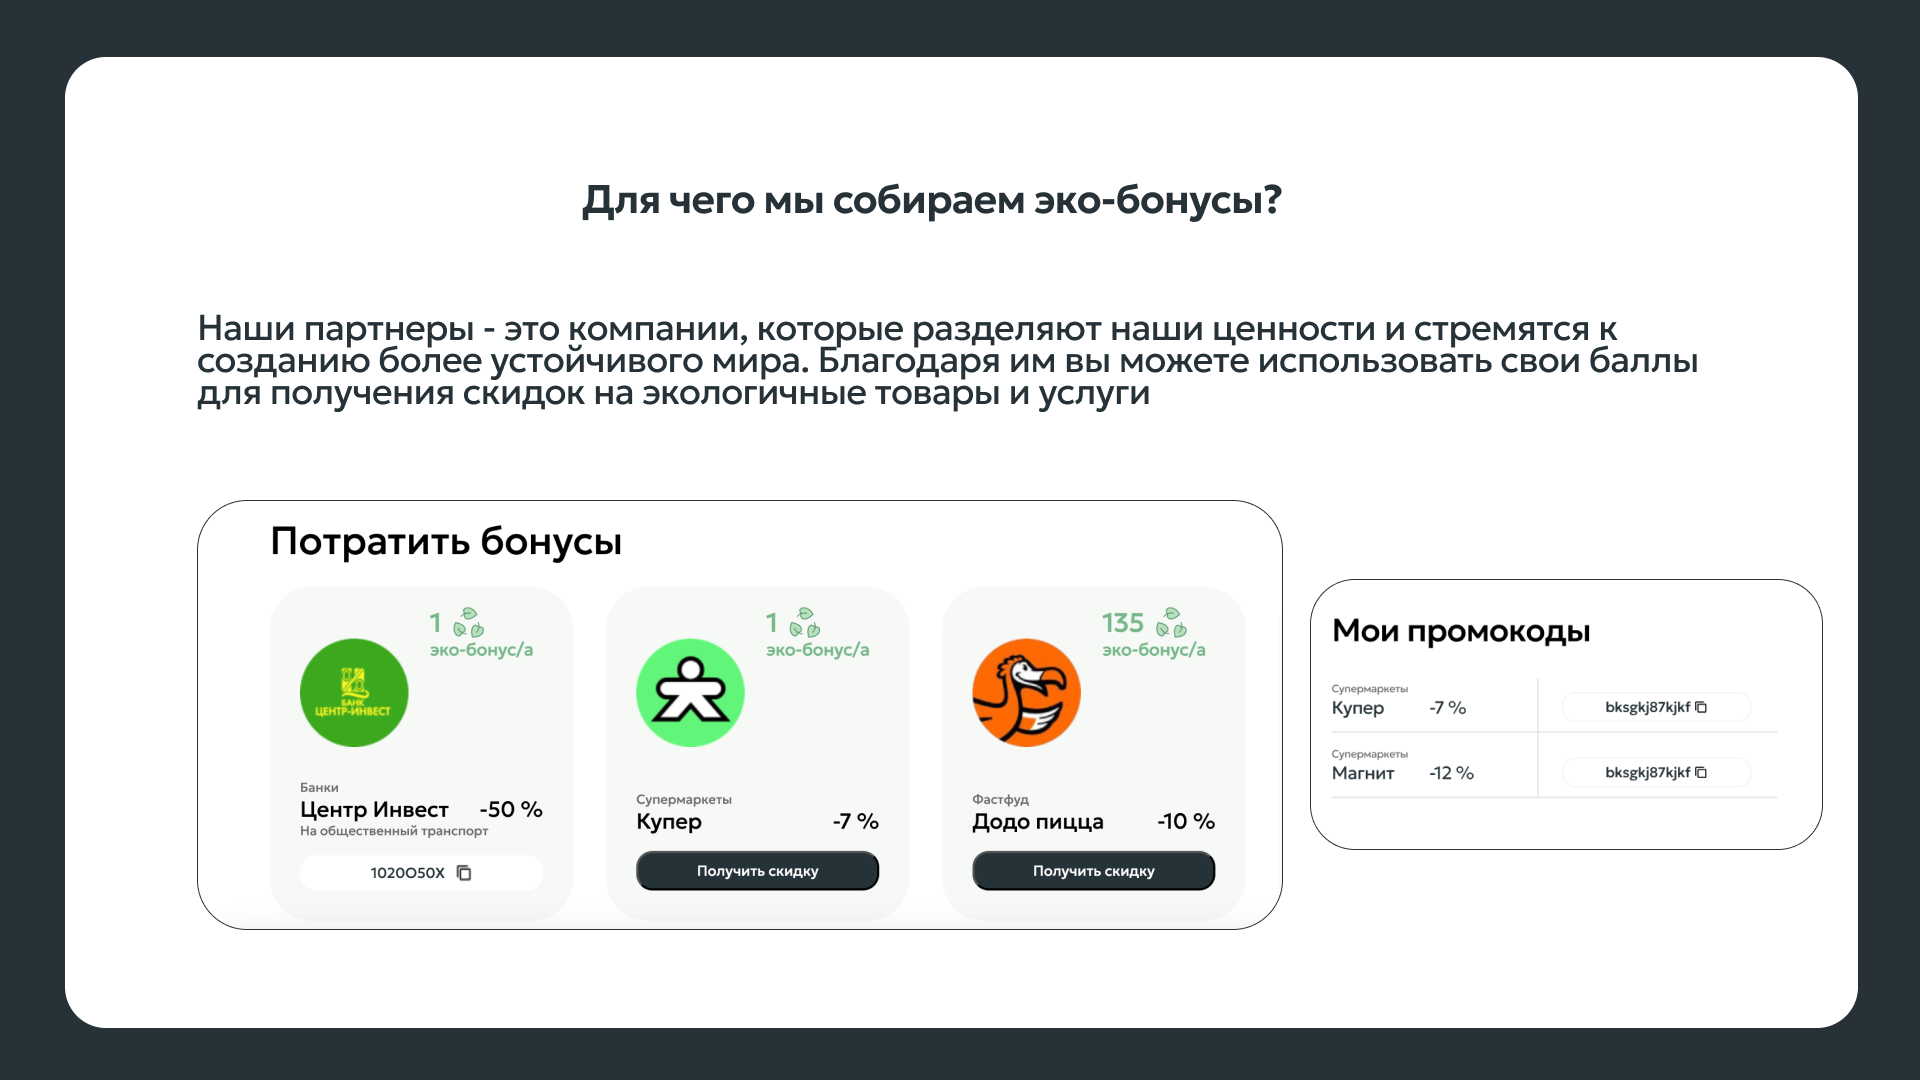 Для чего мы собираем эко-бонусы?
Наши партнеры - это компании, которые разделяют наши ценности и стремятся к
созданию более устойчивого мира. Благодаря им вы можете использовать свои баллы
для получения скидок на экологичные товары и услуги
Потратить бонусы
1
эко-бонус/а
БАНК
ЦЕНТР-ИНВЕСТ
Банки
Центр Инвест -50 %
На общественный транспорт
1020O50X
1
эко-бонус/а
Супермаркеты
Купер -7 %
Получить скидку
135
эко-бонус/а
Фастфуд
Додо пицца -10 %
Получить скидку
Мои промокоды
Супермаркеты
Купер -7 % bksgkj87kjkf
Супермаркеты
Магнит -12 % bksgkj87kjkf